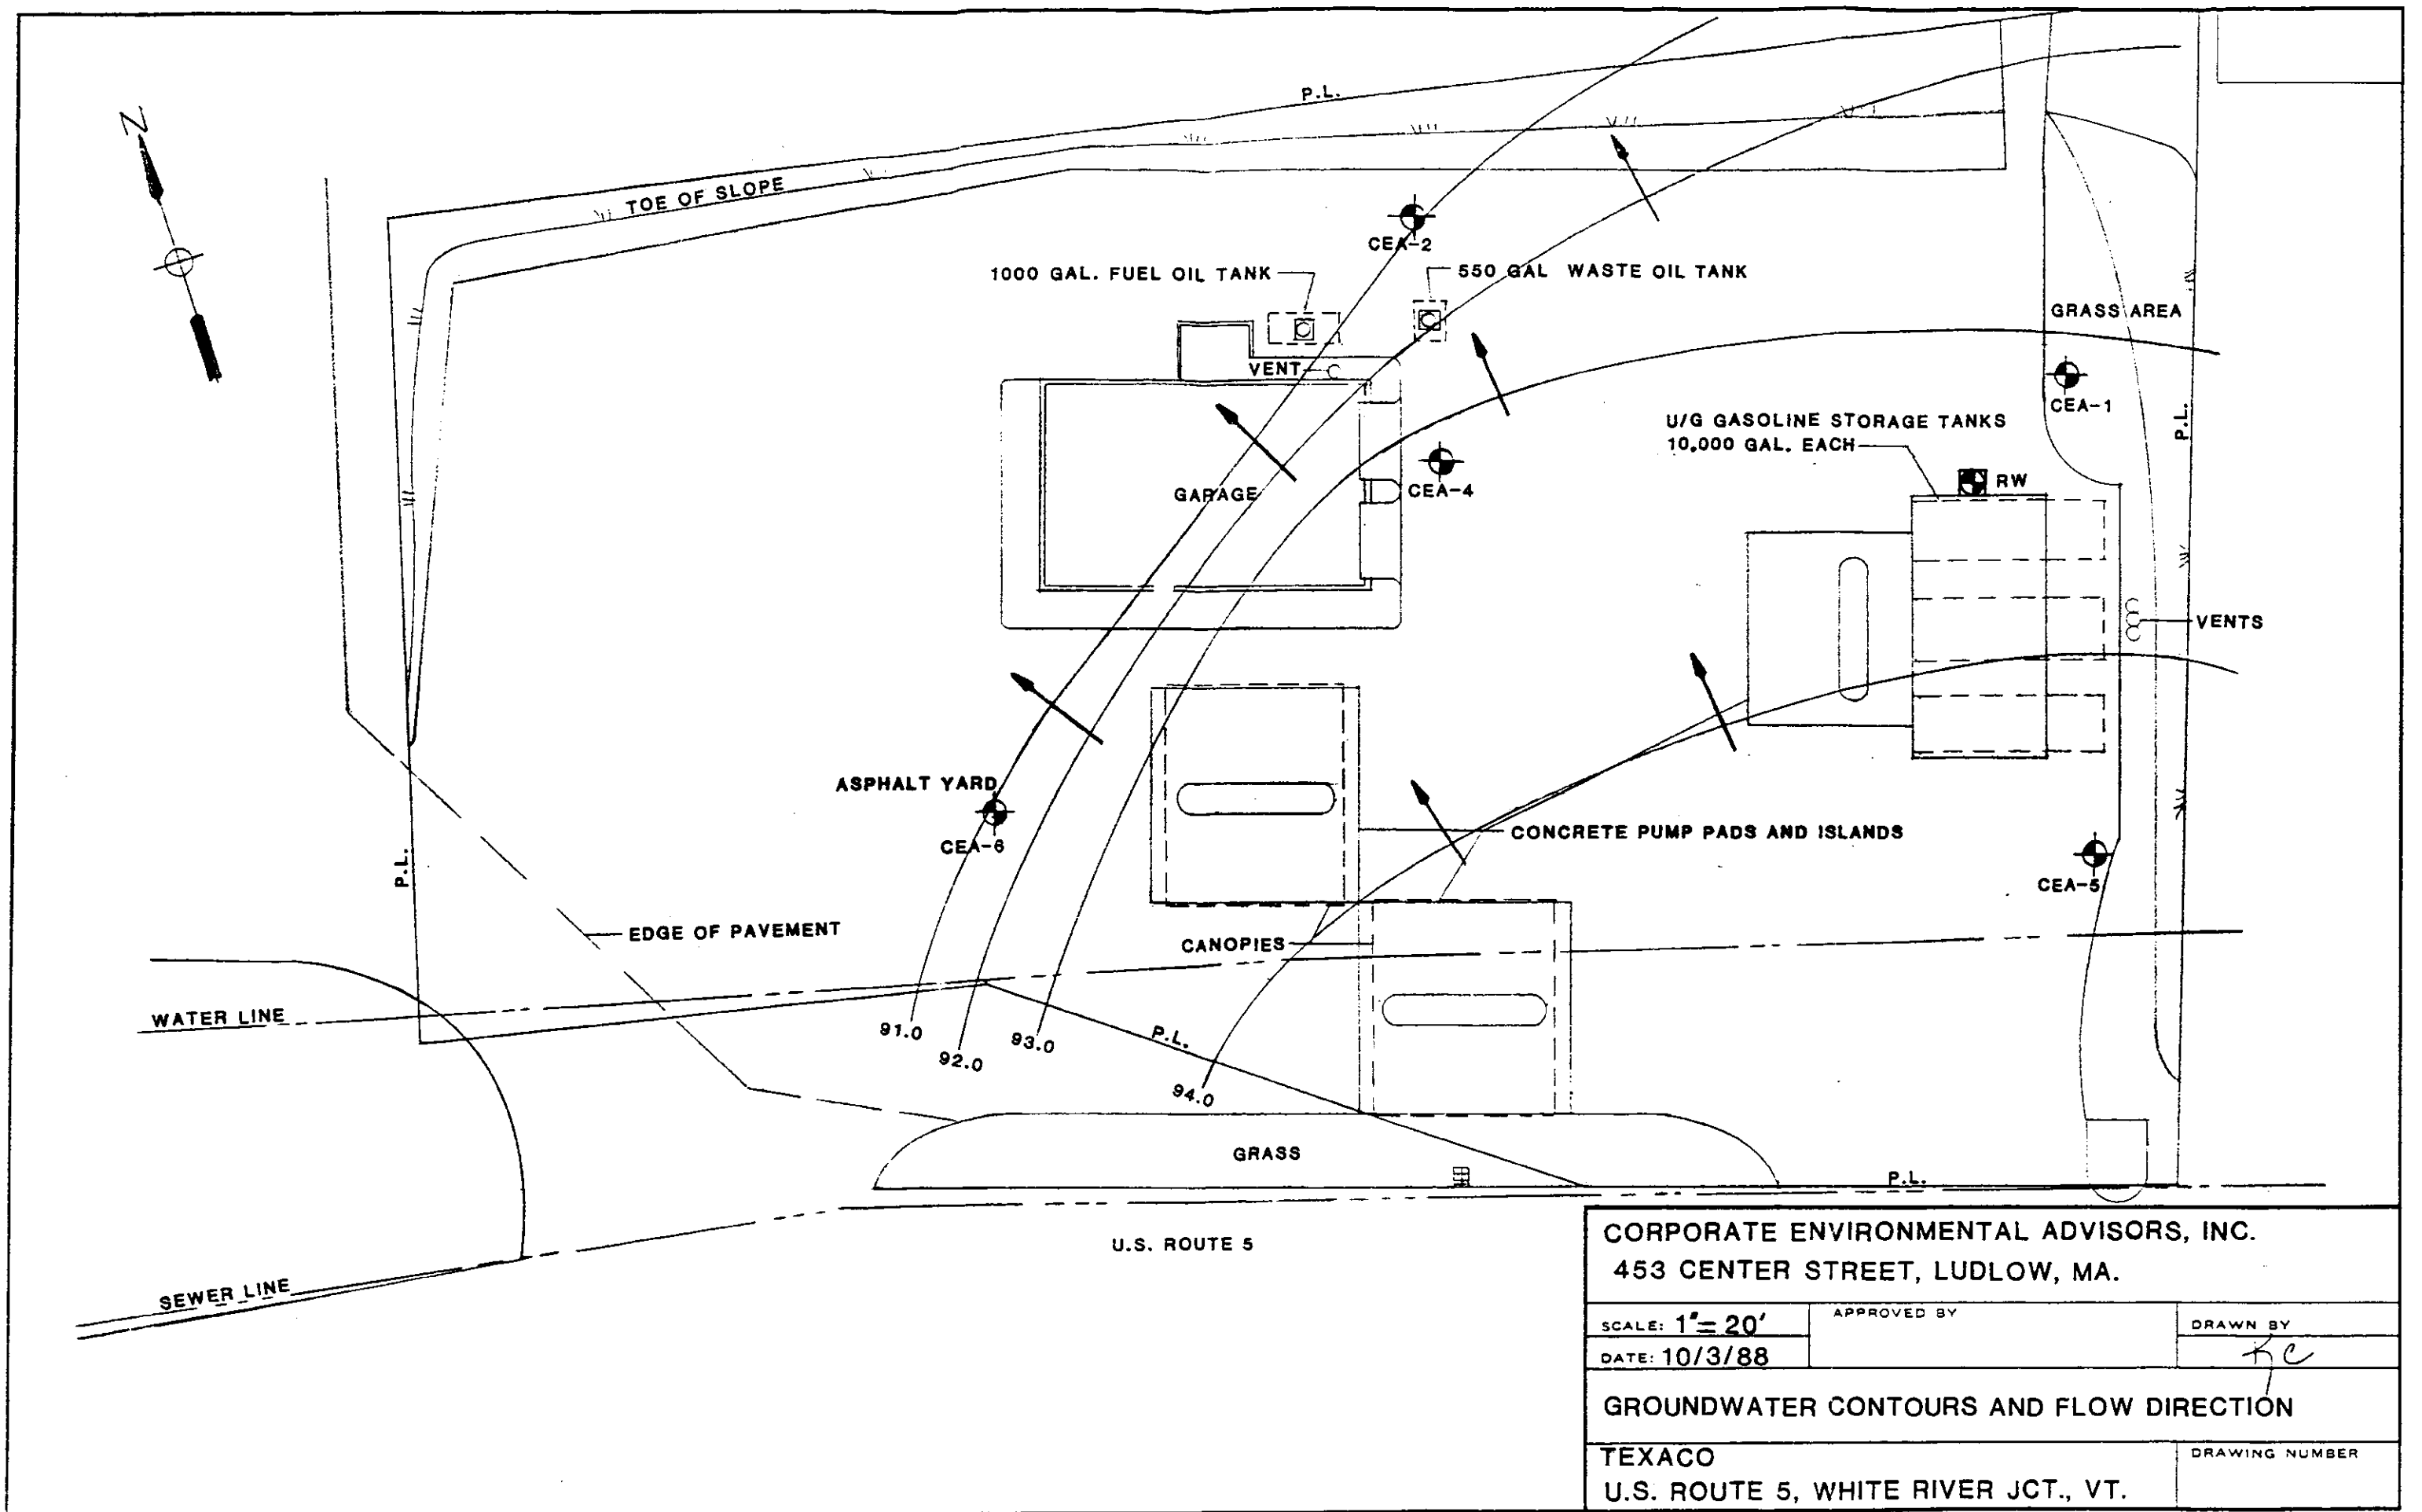 N
P.L.
TOE OF SLOPE
CEA-2
1000 GAL. FUEL OIL TANK
550 GAL WASTE OIL TANK
GRASS AREA
VENT
CEA-1
P.L.
U/G GASOLINE STORAGE TANKS
10,000 GAL. EACH
RW
GARAGE
CEA-4
VENTS
ASPHALT YARD
CEA-6
CONCRETE PUMP PADS AND ISLANDS
P.L.
CEA-5
EDGE OF PAVEMENT
CANOPIES
WATER LINE
91.0
92.0
93.0
P.L.
94.0
GRASS
P.L.
U.S. ROUTE 5
SEWER LINE
CORPORATE ENVIRONMENTAL ADVISORS, INC.
453 CENTER STREET, LUDLOW, MA.
SCALE: 1"=20'
APPROVED BY
DRAWN BY
KC
DATE: 10/3/88
GROUNDWATER CONTOURS AND FLOW DIRECTION
TEXACO
U.S. ROUTE 5, WHITE RIVER JCT., VT.
DRAWING NUMBER